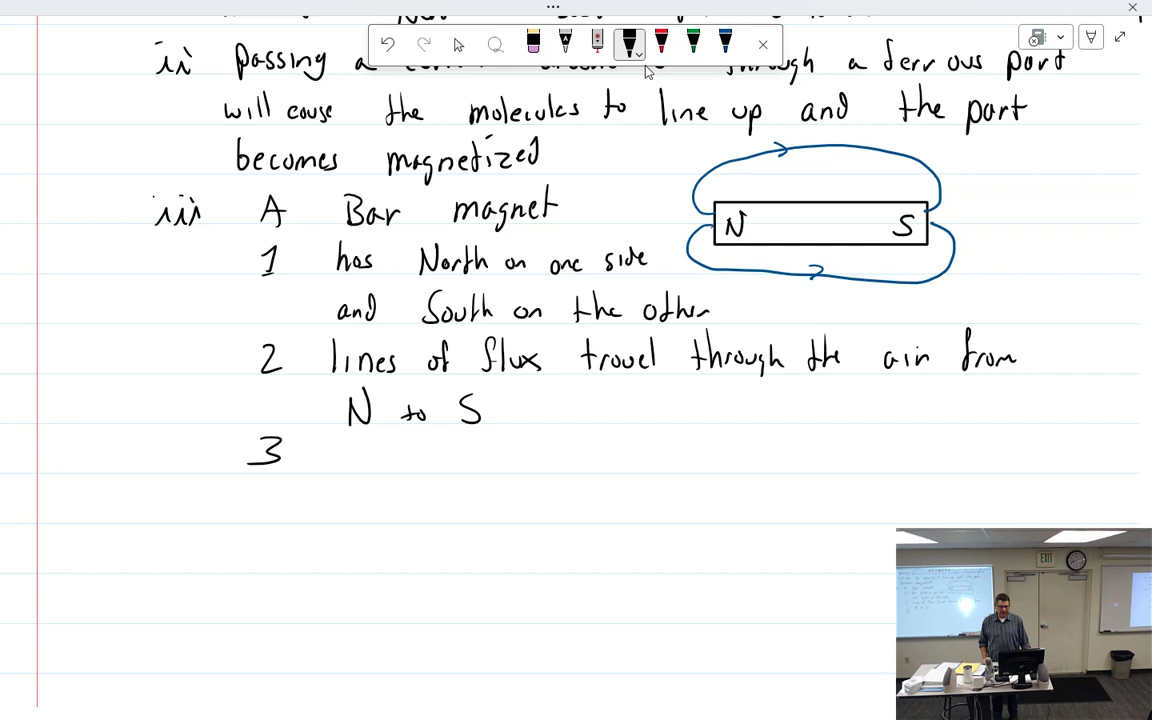 ii passing a through a ferrous part
will cause the molecules to line up and the part
becomes magnetized
iii A Bar magnet
N S
1 has North on one side
and South on the other
2 lines of flux travel through the air from
N to S
3
EXIT